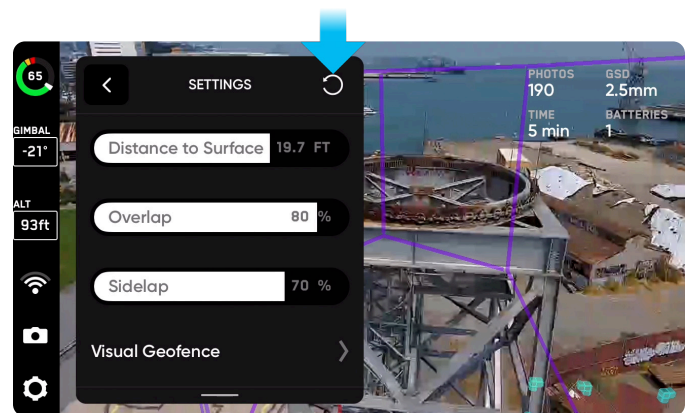 65
SETTINGS
PHOTOS GSD
190 2.5mm
TIME BATTERIES
5 min 1
GIMBAL
-21°
Distance to Surface 19.7 FT
ALT
93ft
Overlap 80 %
Sidelap 70 %
Visual Geofence